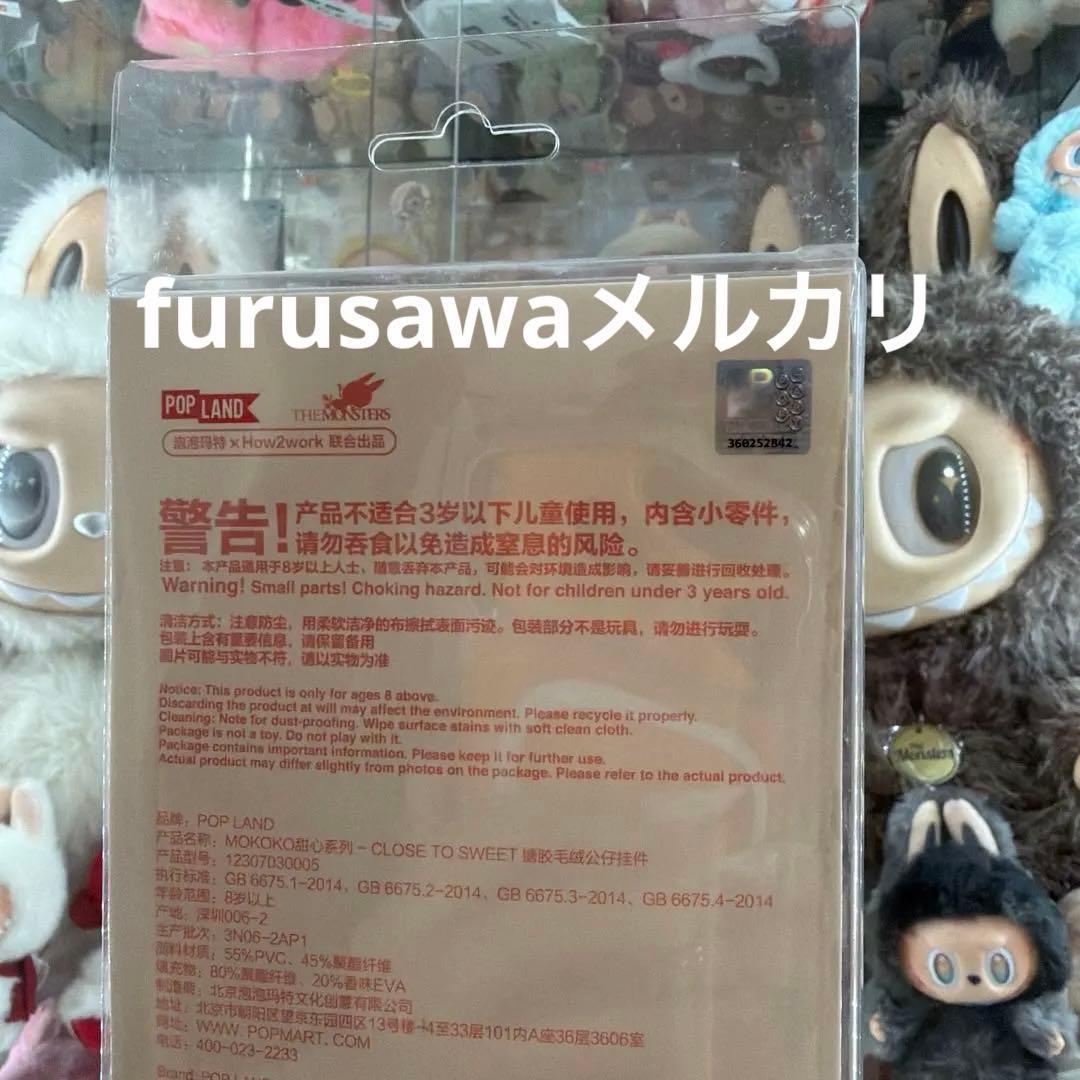 furusawaメルカリ
POP LAND
THE MONSTERS
泡泡玛特×How2work 联合出品
360252842
警告！产品不适合3岁以下儿童使用，内含小零件，
请勿吞食以免造成窒息的风险。
注意：本产品适用于8岁以上人士，随意丢弃本产品，可能会对环境造成影响，请妥善进行回收处理。
Warning! Small parts! Choking hazard. Not for children under 3 years old.
清洁方式：注意防尘，用柔软洁净的布擦拭表面污迹。包装部分不是玩具，请勿进行玩耍。
包装上含有重要信息，请保留备用
图片可能与实物不符，请以实物为准
Notice: This product is only for ages 8 above.
Discarding the product at will may affect the environment. Please recycle it properly.
Cleaning: Note for dust-proofing. Wipe surface stains with soft clean cloth.
Package is not a toy. Do not play with it.
Package contains important information. Please keep it for further use.
Actual product may differ slightly from photos on the package. Please refer to the actual product.
品牌：POP LAND
产品名称：MOKOKO甜心系列－CLOSE TO SWEET 搪胶毛绒公仔挂件
产品型号：12307030005
执行标准：GB 6675.1-2014、GB 6675.2-2014、GB 6675.3-2014、GB 6675.4-2014
年龄范围：8岁以上
产地：深圳006-2
生产批次：3N06-2AP1
面料材质：55%PVC、45%聚酯纤维
填充物：80%聚酯纤维、20%香味EVA
制造商：北京泡泡玛特文化创意有限公司
地址：北京市朝阳区望京东园四区13号楼-4至33层101内A座36层3606室
网址：WWW.POPMART.COM
电话：400-023-2233
Brand: POP LAND
Monsters